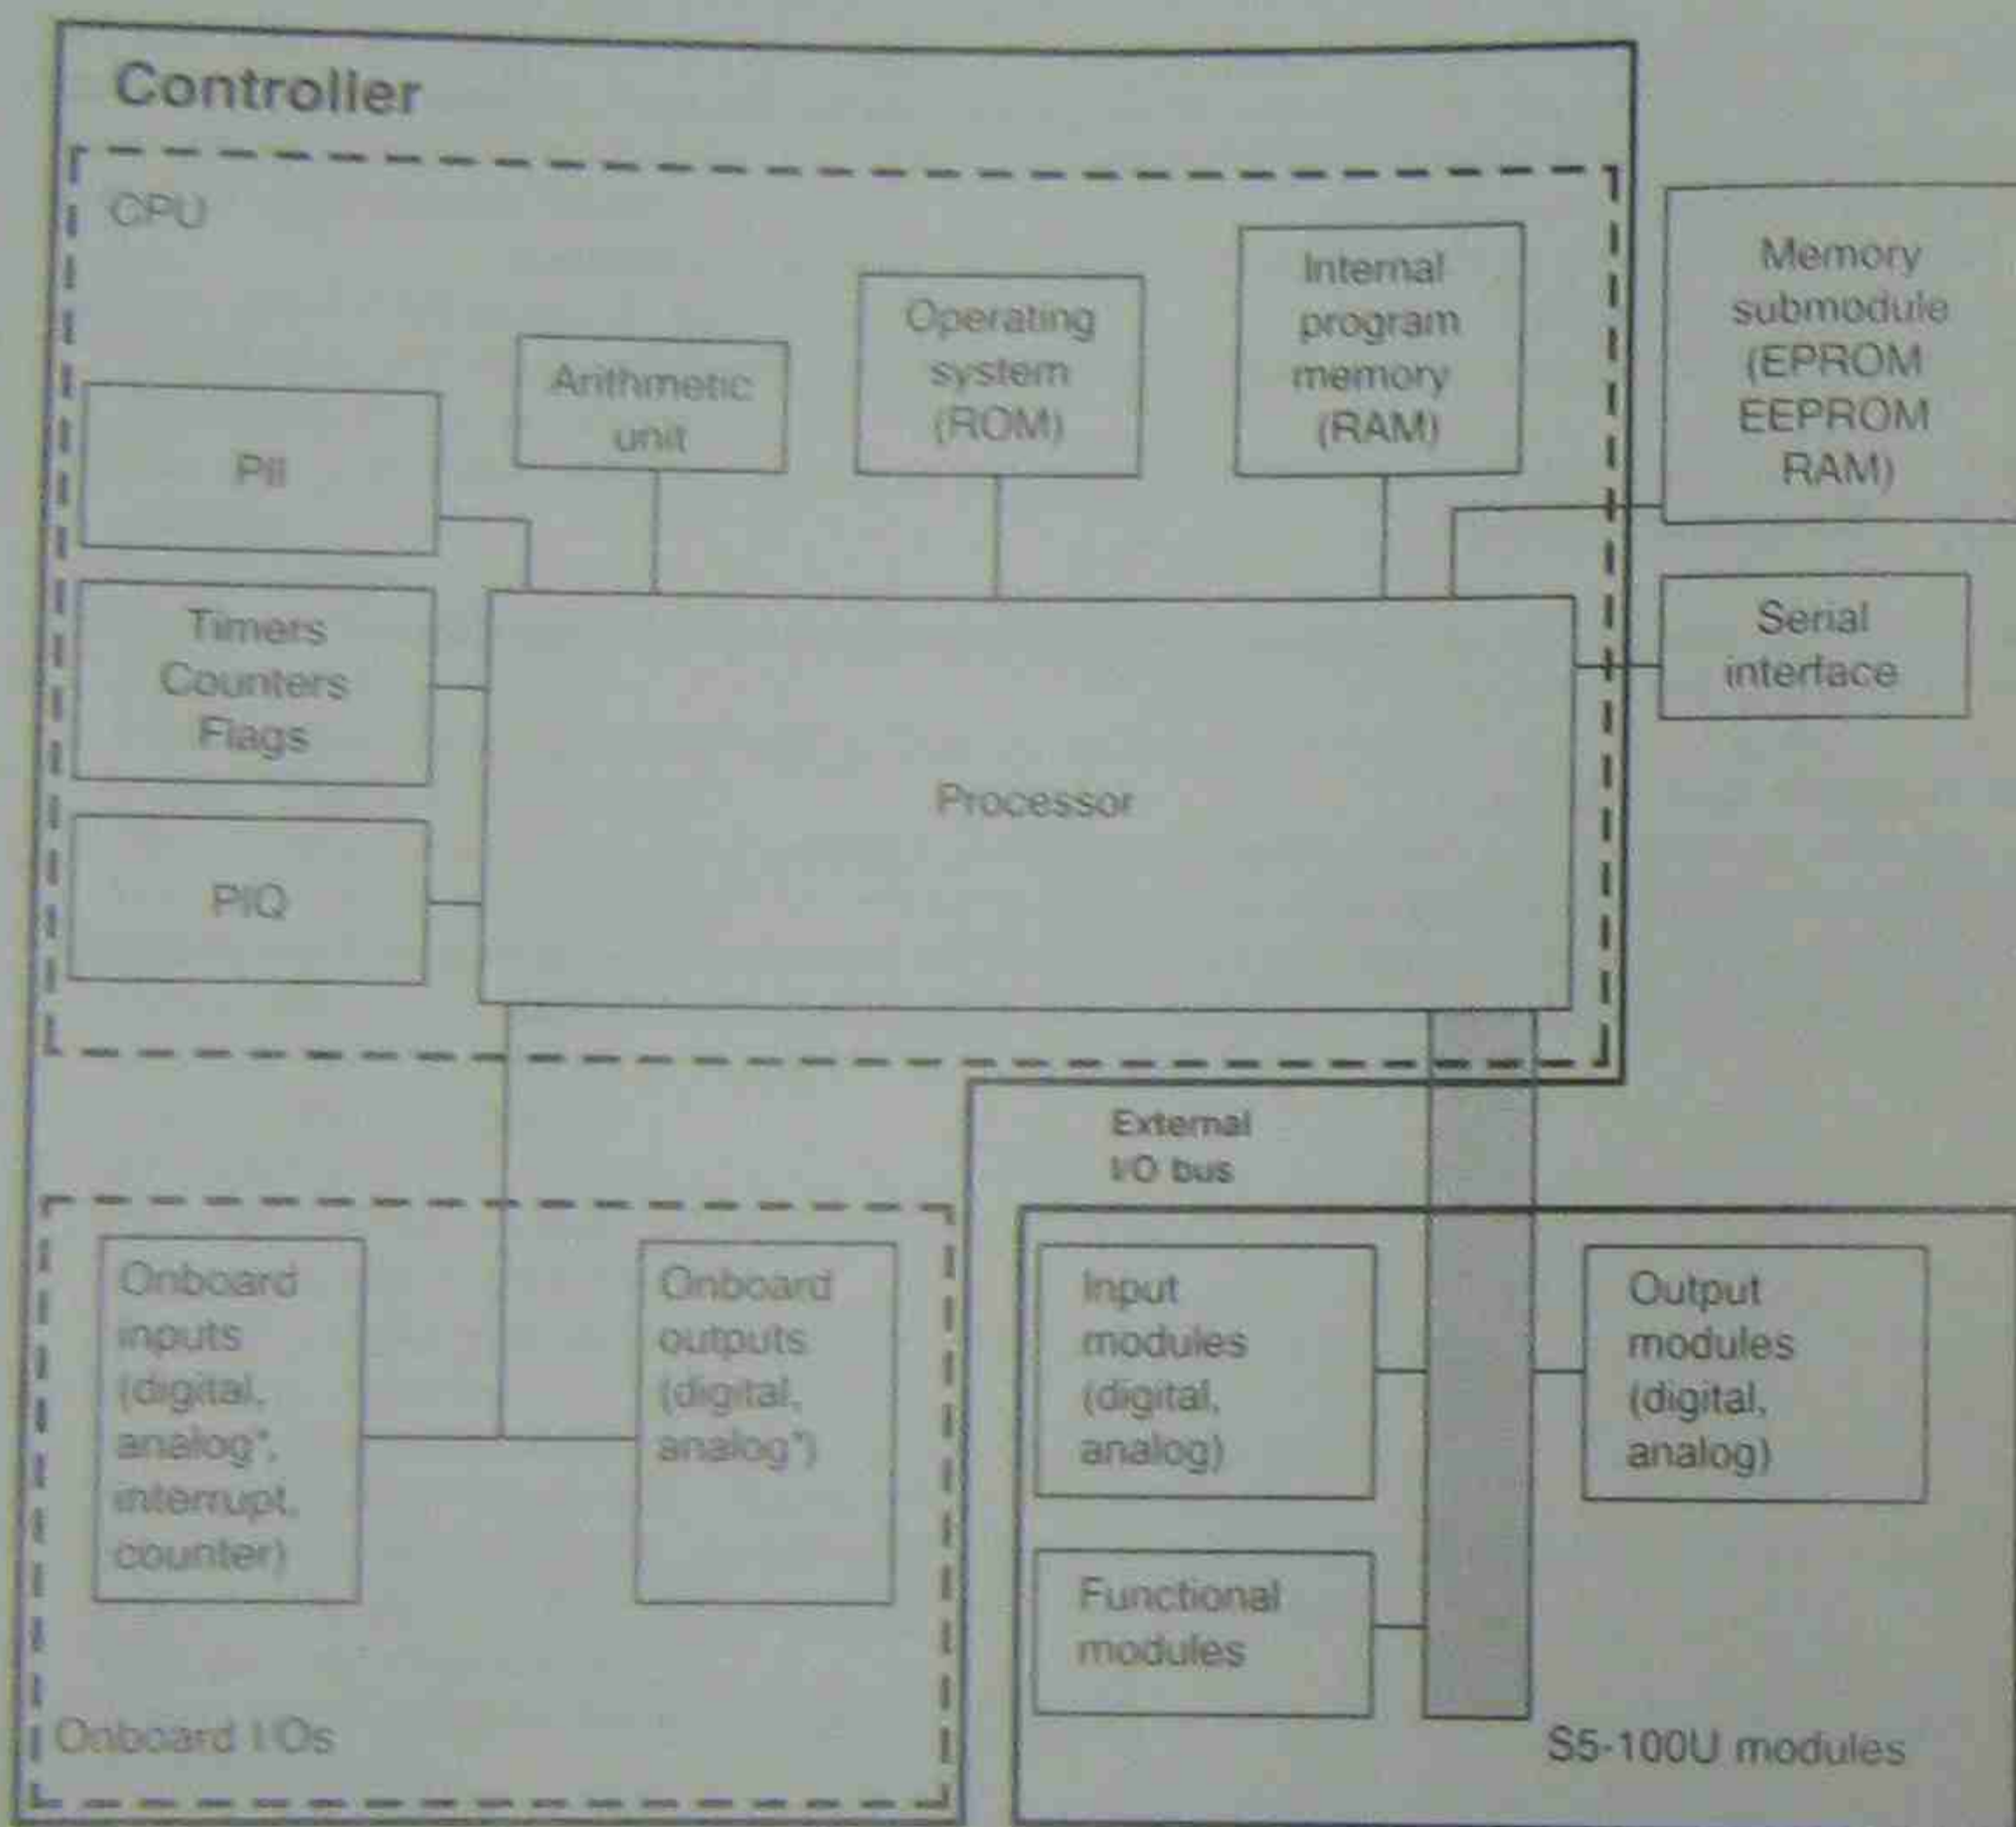 Controller
CPU
PII
Arithmetic
unit
Operating
system
(ROM)
Internal
program
memory
(RAM)
Memory
submodule
(EPROM
EEPROM
RAM)
Timers
Counters
Flags
Serial
interface
Processor
PIQ
External
I/O bus
Onboard
inputs
(digital,
analog*,
interrupt,
counter)
Onboard
outputs
(digital,
analog*)
Input
modules
(digital,
analog)
Output
modules
(digital,
analog)
Functional
modules
Onboard I/Os
S5-100U modules